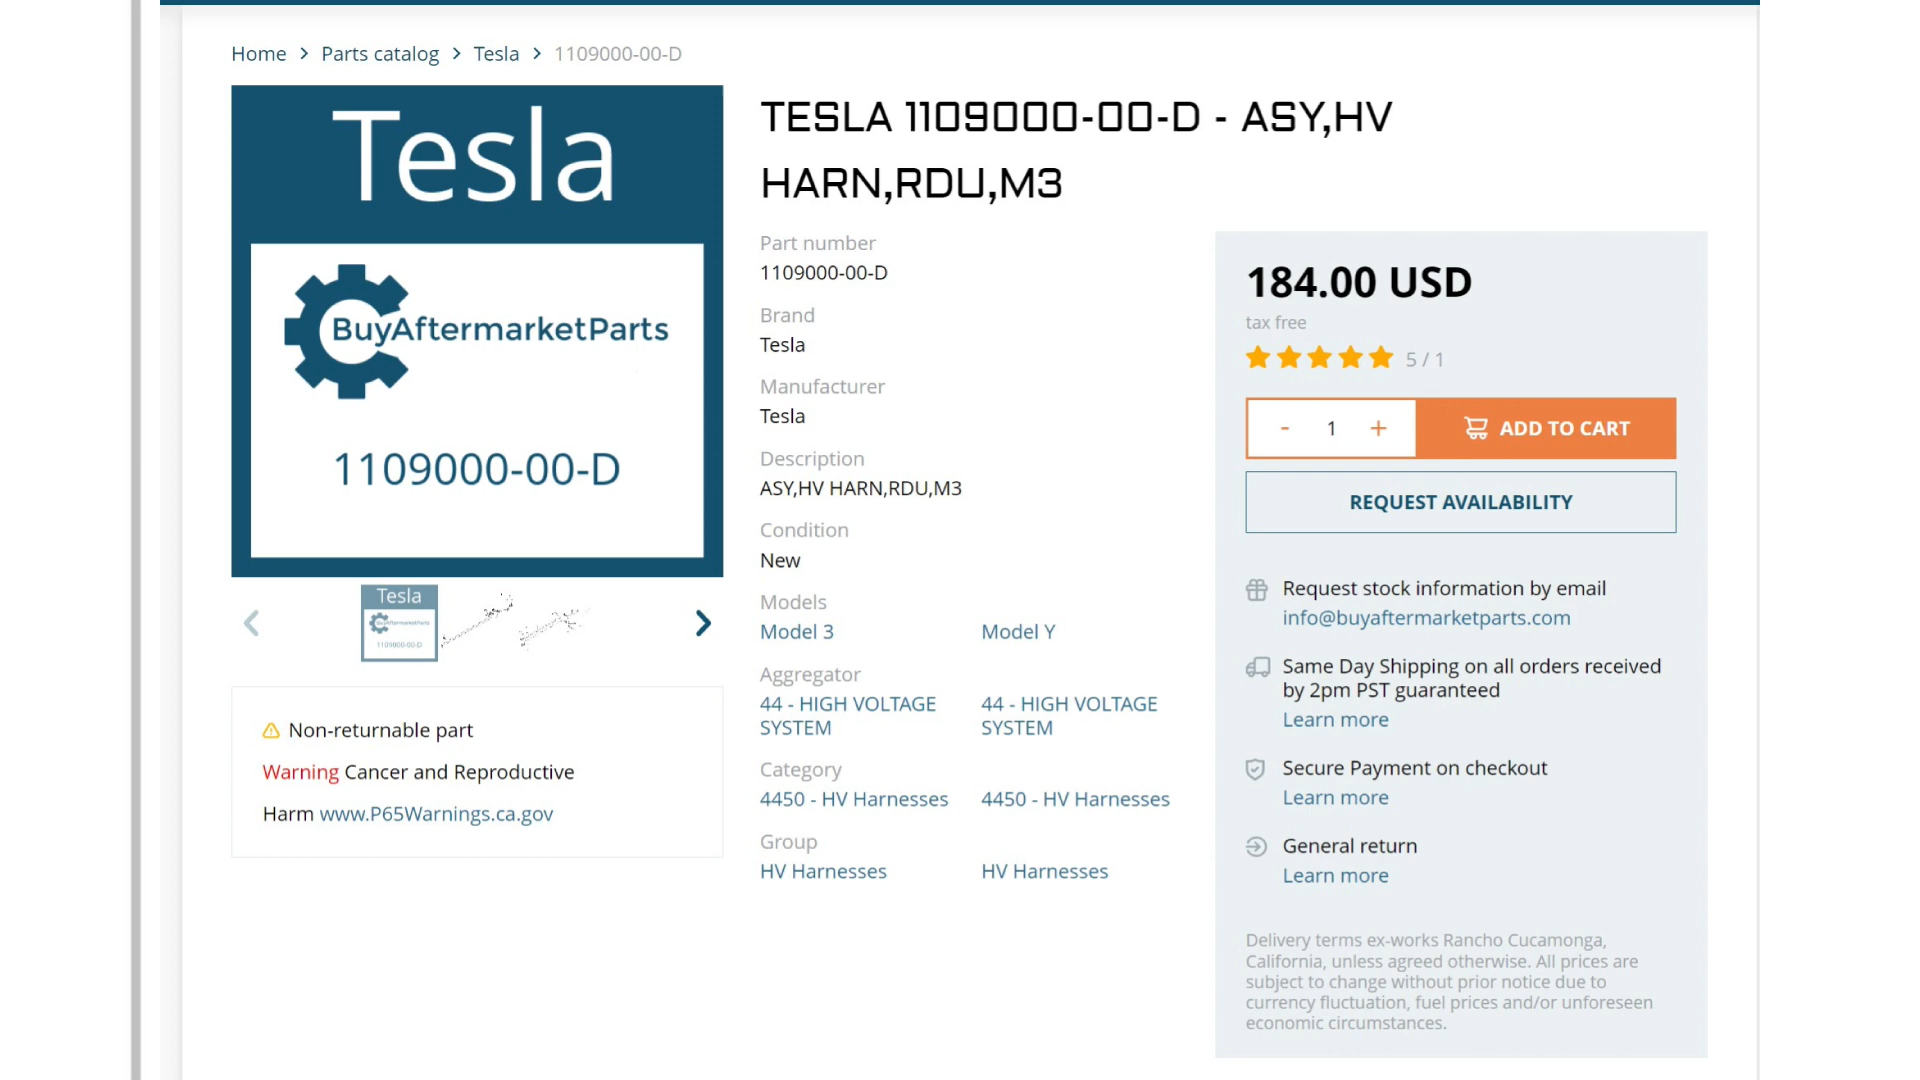 Home > Parts catalog > Tesla > 1109000-00-D
Tesla
BuyAftermarketParts
1109000-00-D
Tesla
BuyAftermarketParts
1109000-00-D
Non-returnable part
Warning Cancer and Reproductive
Harm www.P65Warnings.ca.gov
TESLA 1109000-00-D - ASY,HV
HARN,RDU,M3
Part number
1109000-00-D
Brand
Tesla
Manufacturer
Tesla
Description
ASY,HV HARN,RDU,M3
Condition
New
Models
Model 3 Model Y
Aggregator
44 - HIGH VOLTAGE 44 - HIGH VOLTAGE
SYSTEM SYSTEM
Category
4450 - HV Harnesses 4450 - HV Harnesses
Group
HV Harnesses HV Harnesses
184.00 USD
tax free
5 / 1
- 1 + ADD TO CART
REQUEST AVAILABILITY
Request stock information by email
info@buyaftermarketparts.com
Same Day Shipping on all orders received
by 2pm PST guaranteed
Learn more
Secure Payment on checkout
Learn more
General return
Learn more
Delivery terms ex-works Rancho Cucamonga,
California, unless agreed otherwise. All prices are
subject to change without prior notice due to
currency fluctuation, fuel prices and/or unforeseen
economic circumstances.